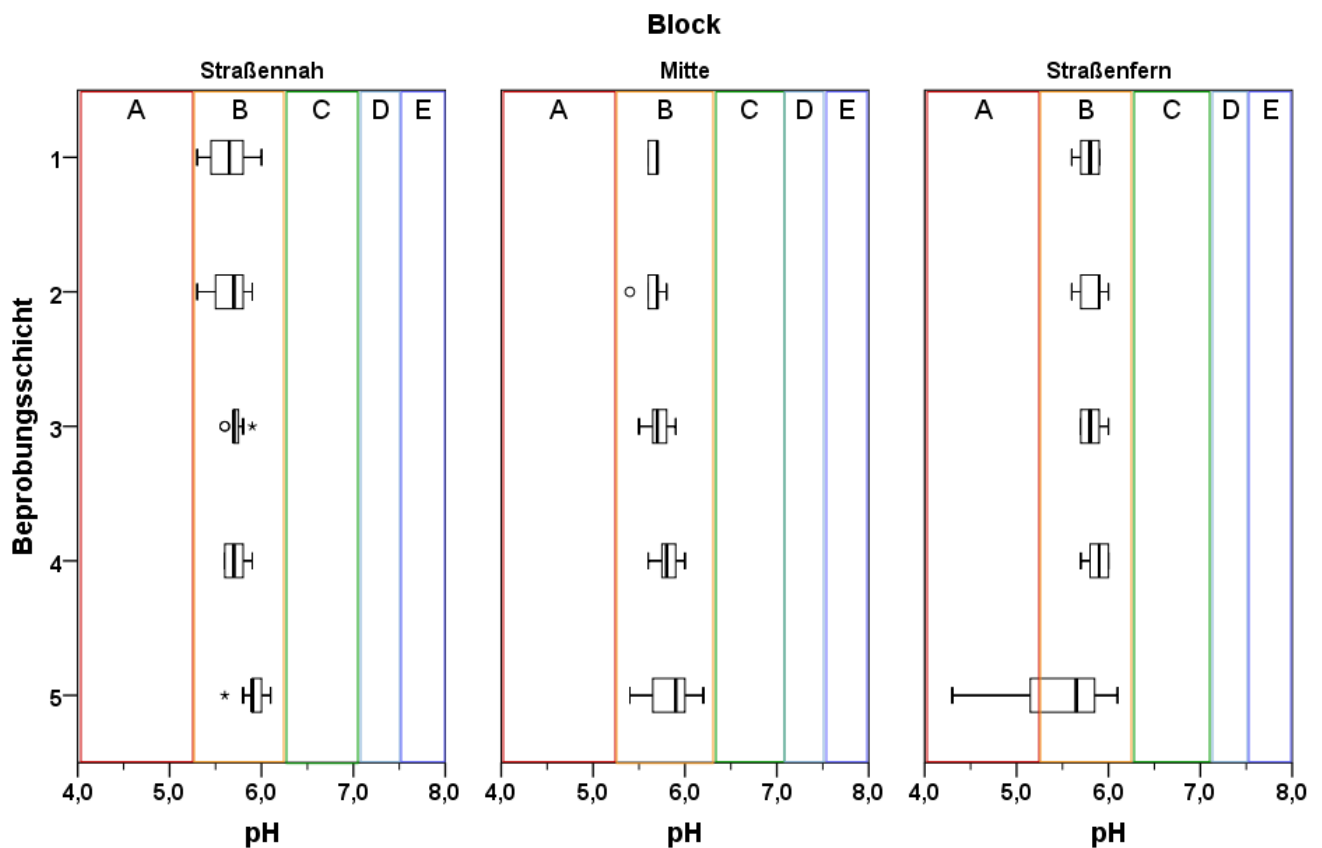 Block
Straßennah Mitte Straßenfern
A B C D E A B C D E A B C D E
1
2
3
4
5
Beprobungsschicht
4,0 5,0 6,0 7,0 8,0 4,0 5,0 6,0 7,0 8,0 4,0 5,0 6,0 7,0 8,0
pH pH pH